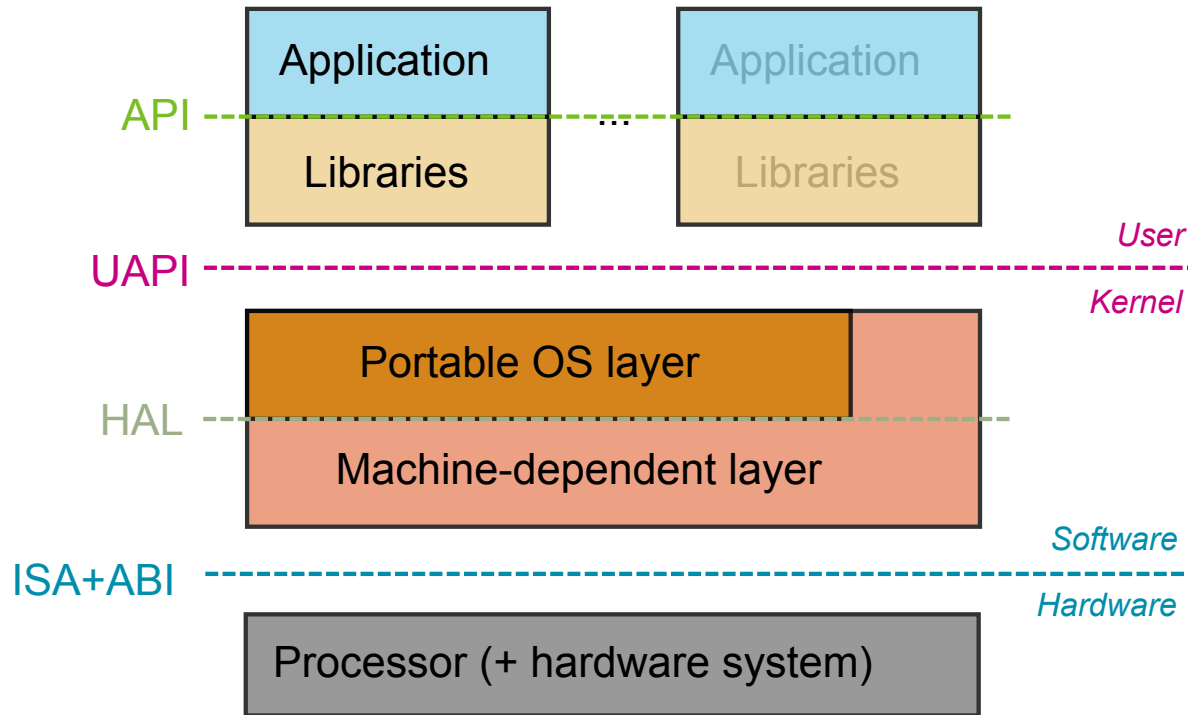 Application
Application
API
...
Libraries
Libraries
User
UAPI
Kernel
Portable OS layer
HAL
Machine-dependent layer
Software
ISA+ABI
Hardware
Processor (+ hardware system)